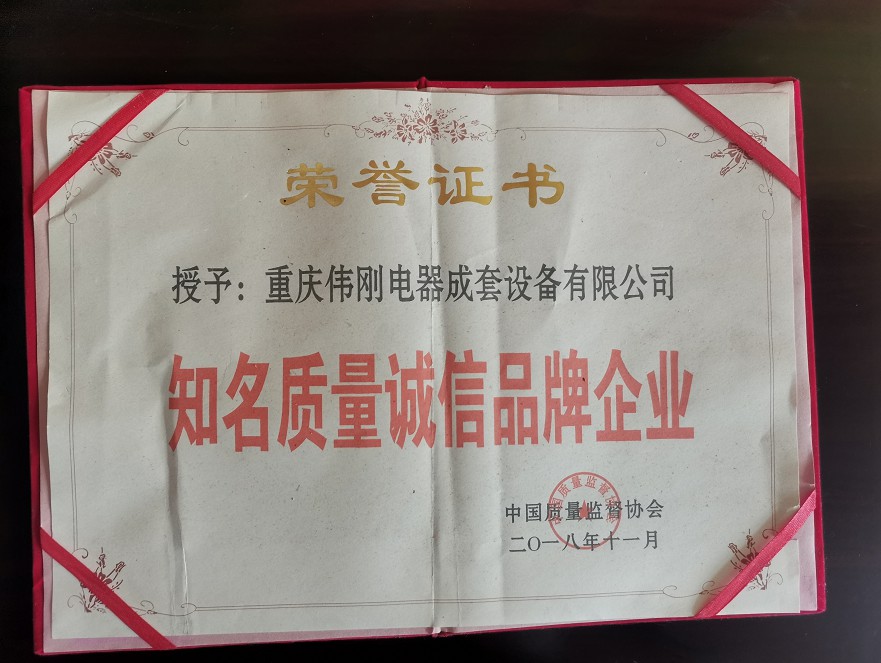 荣誉证书
授予：重庆伟刚电器成套设备有限公司
知名质量诚信品牌企业
中国质量监督协会
二〇一八年十一月